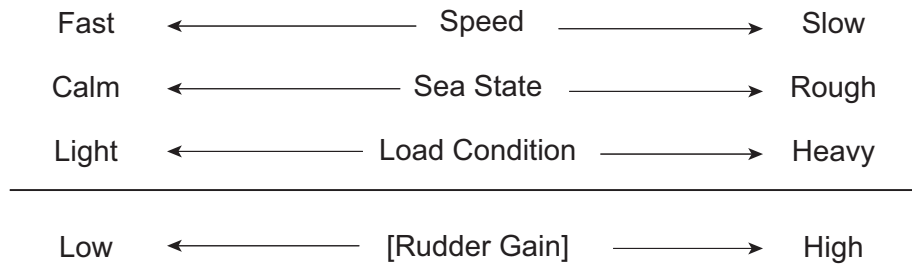 Fast Speed Slow
Calm Sea State Rough
Light Load Condition Heavy
Low [Rudder Gain] High